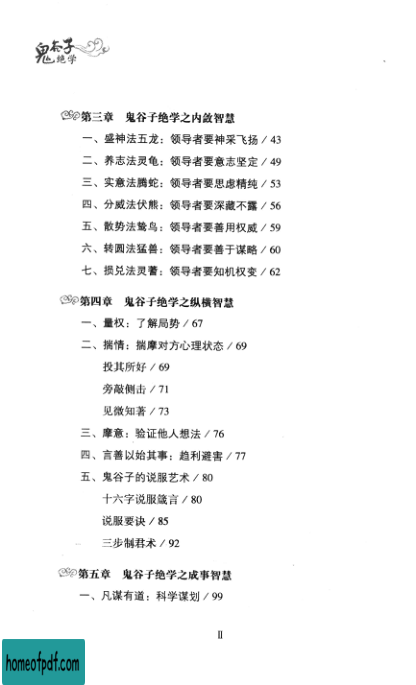 鬼谷子
绝学
第三章 鬼谷子绝学之内敛智慧
一、盛神法五龙：领导者要神采飞扬/43
二、养志法灵龟：领导者要意志坚定/49
三、实意法腾蛇：领导者要思虑精纯/53
四、分威法伏熊：领导者要深藏不露/56
五、散势法鸷鸟：领导者要善用权威/59
六、转圆法猛兽：领导者要善于谋略/60
七、损兑法灵蓍：领导者要知机权变/62
第四章 鬼谷子绝学之纵横智慧
一、量权：了解局势/67
二、揣情：揣摩对方心理状态/69
投其所好/69
旁敲侧击/71
见微知著/73
三、摩意：验证他人想法/76
四、言善以始其事：趋利避害/77
五、鬼谷子的说服艺术/80
十六字说服箴言/80
说服要诀/85
三步制君术/92
第五章 鬼谷子绝学之成事智慧
一、凡谋有道：科学谋划/99
II
homeofpdf.com